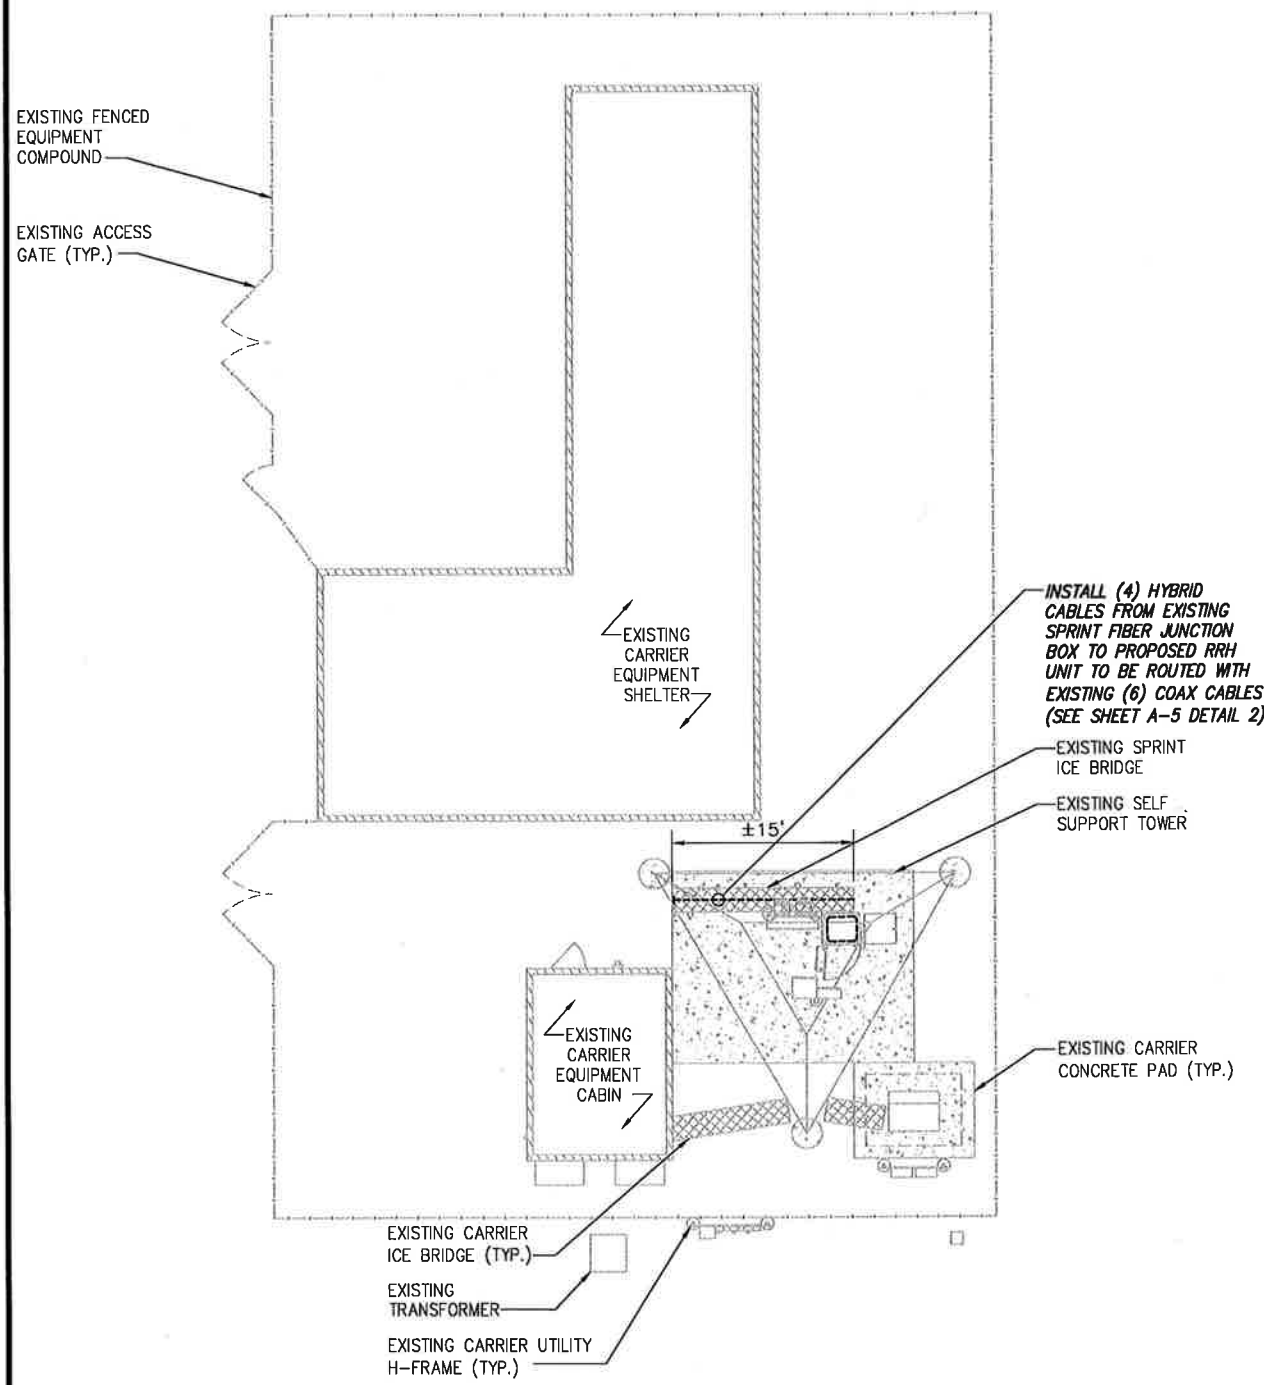 EXISTING FENCED
EQUIPMENT
COMPOUND
EXISTING ACCESS
GATE (TYP.)
EXISTING
CARRIER
EQUIPMENT
SHELTER
INSTALL (4) HYBRID
CABLES FROM EXISTING
SPRINT FIBER JUNCTION
BOX TO PROPOSED RRH
UNIT TO BE ROUTED WITH
EXISTING (6) COAX CABLES
(SEE SHEET A-5 DETAIL 2)
EXISTING SPRINT
ICE BRIDGE
EXISTING SELF
SUPPORT TOWER
±15'
EXISTING
CARRIER
EQUIPMENT
CABIN
EXISTING CARRIER
CONCRETE PAD (TYP.)
EXISTING CARRIER
ICE BRIDGE (TYP.)
EXISTING
TRANSFORMER
EXISTING CARRIER UTILITY
H-FRAME (TYP.)